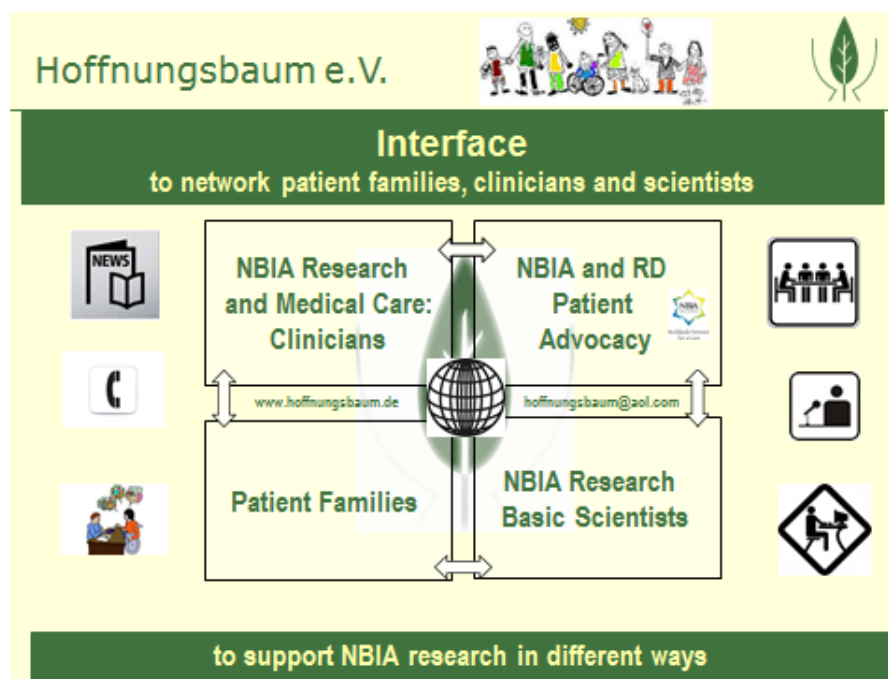 Hoffnungsbaum e.V.
Interface
to network patient families, clinicians and scientists
NEWS
NBIA Research
and Medical Care:
Clinicians
NBIA and RD
Patient
Advocacy
NBIA
www.hoffnungsbaum.de
hoffnungsbaum@aol.com
Patient Families
NBIA Research
Basic Scientists
to support NBIA research in different ways